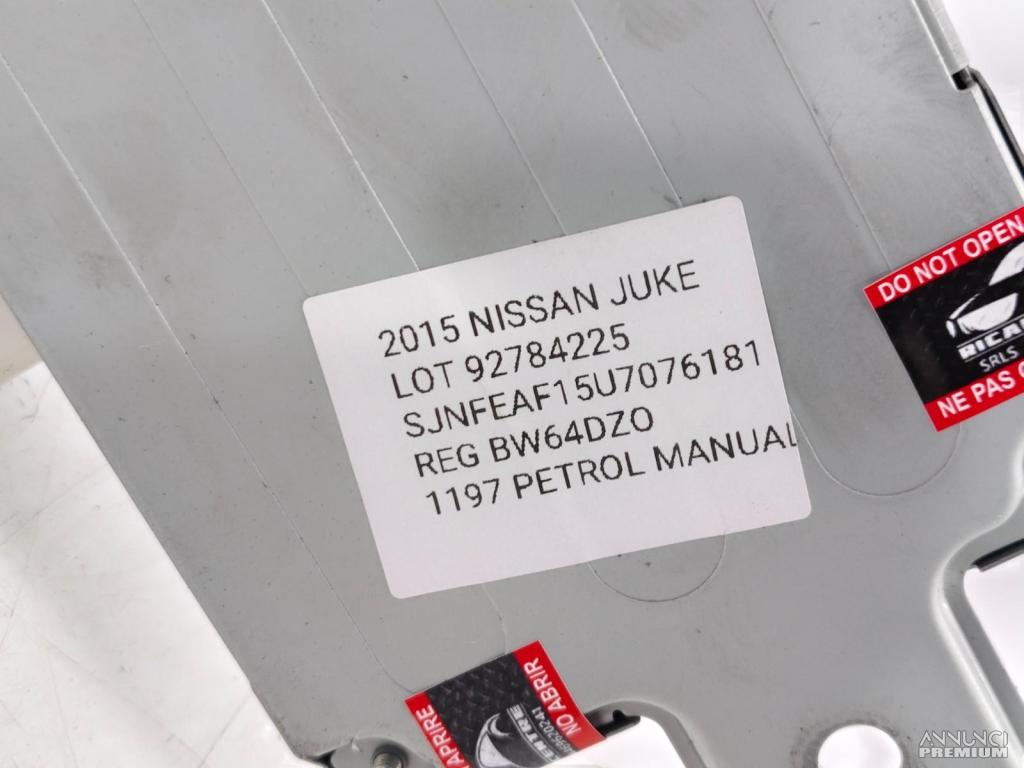 2015 NISSAN JUKE
LOT 92784225
SJNFEAF15U7076181
REG BW64DZO
1197 PETROL MANUAL
DO NOT OPEN
SRLS
NE PAS
APRIRE
NO ABRIR
ANNUNCI
PREMIUM